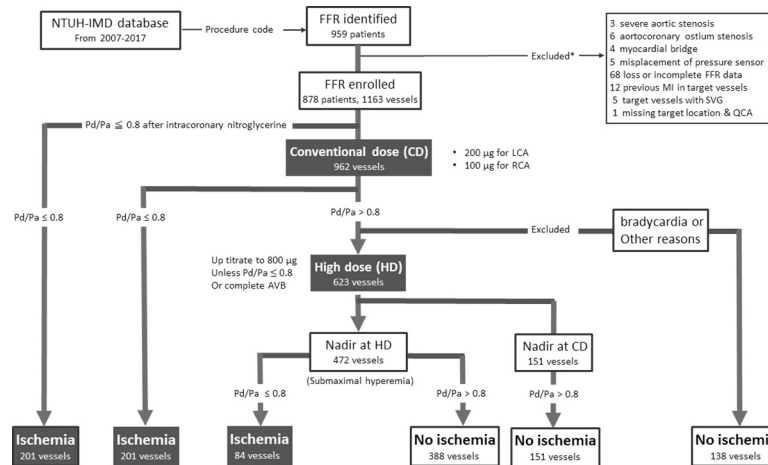 NTUH-IMD database
From 2007-2017
Procedure code
FFR identified
959 patients
Excluded*
3 severe aortic stenosis
6 aortocoronary ostium stenosis
4 myocardial bridge
5 misplacement of pressure sensor
68 loss or incomplete FFR data
12 previous MI in target vessels
5 target vessels with SVG
1 missing target location & QCA
FFR enrolled
878 patients, 1163 vessels
Pd/Pa ≦ 0.8 after intracoronary nitroglycerine
Conventional dose (CD)
962 vessels
• 200 μg for LCA
• 100 μg for RCA
Pd/Pa ≤ 0.8
Pd/Pa ≤ 0.8
Pd/Pa > 0.8
Excluded
bradycardia or
Other reasons
Up titrate to 800 μg
Unless Pd/Pa ≤ 0.8
Or complete AVB
High dose (HD)
623 vessels
Nadir at HD
472 vessels
(Submaximal hyperemia)
Nadir at CD
151 vessels
Pd/Pa ≤ 0.8
Pd/Pa > 0.8
Pd/Pa > 0.8
Ischemia
201 vessels
Ischemia
201 vessels
Ischemia
84 vessels
No ischemia
388 vessels
No ischemia
151 vessels
No ischemia
138 vessels